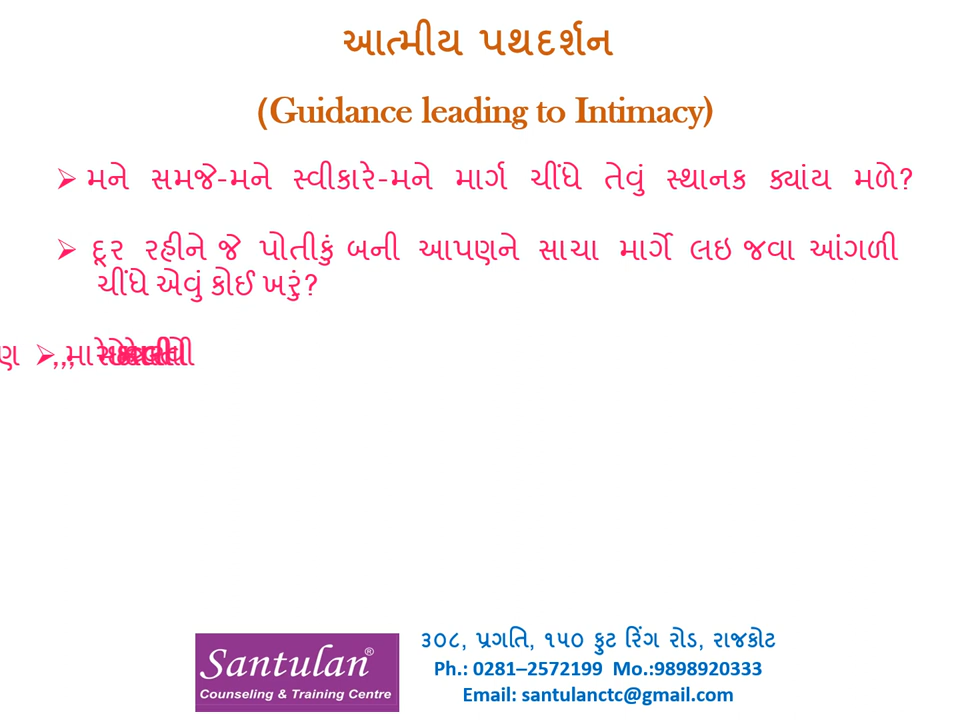 આત્મીય પથદર્શન
(Guidance leading to Intimacy)
➢ મને સમજે-મને સ્વીકારે-મને માર્ગ ચીંધે તેવું સ્થાનક ક્યાંય મળે?
➢ દૂર રહીને જે પોતીકું બની આપણને સાચા માર્ગે લઇ જવા આંગળી
ચીંધે એવું કોઈ ખરું?
➢
Santulan®
Counseling & Training Centre
૩૦૮, પ્રગતિ, ૧૫૦ ફુટ રિંગ રોડ, રાજકોટ
Ph.: 0281–2572199 Mo.:9898920333
Email: santulanctc@gmail.com